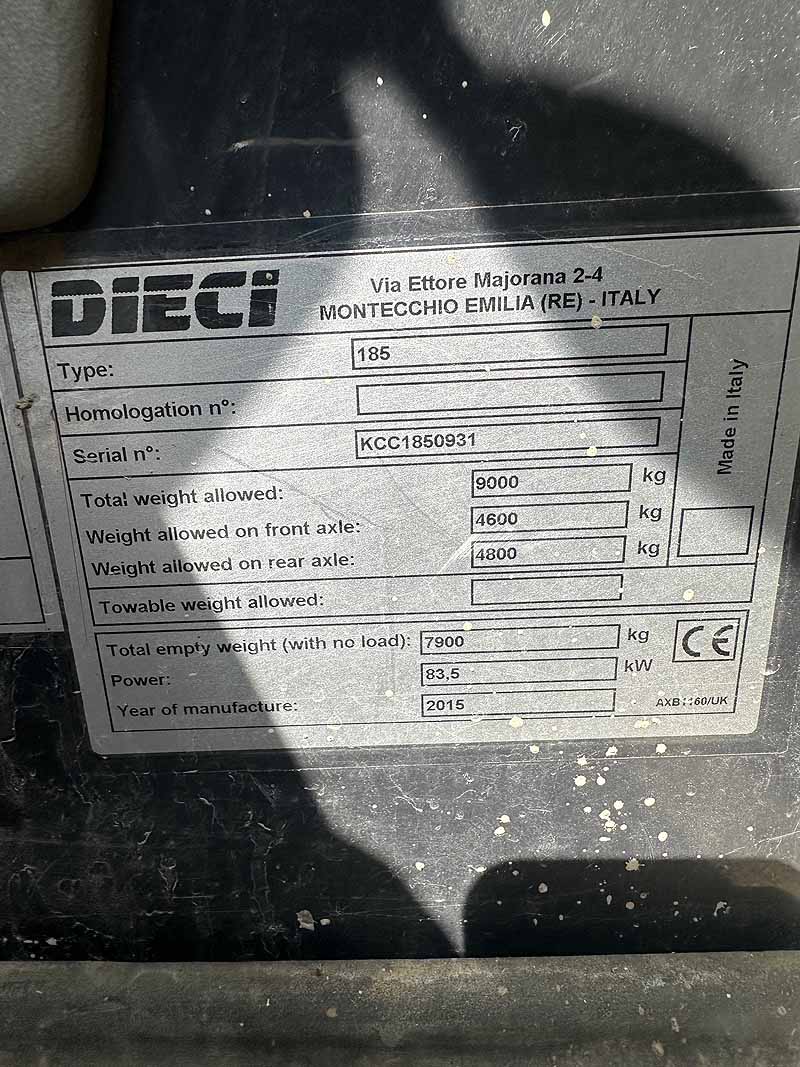 DIECI
Via Ettore Majorana 2-4
MONTECCHIO EMILIA (RE) - ITALY
Type: 185
Homologation n°:
Serial n°: KCC1850931
Made in Italy
Total weight allowed: 9000 kg
Weight allowed on front axle: 4600 kg
Weight allowed on rear axle: 4800 kg
Towable weight allowed:
Total empty weight (with no load): 7900 kg
CE
Power: 83,5 kW
Year of manufacture: 2015